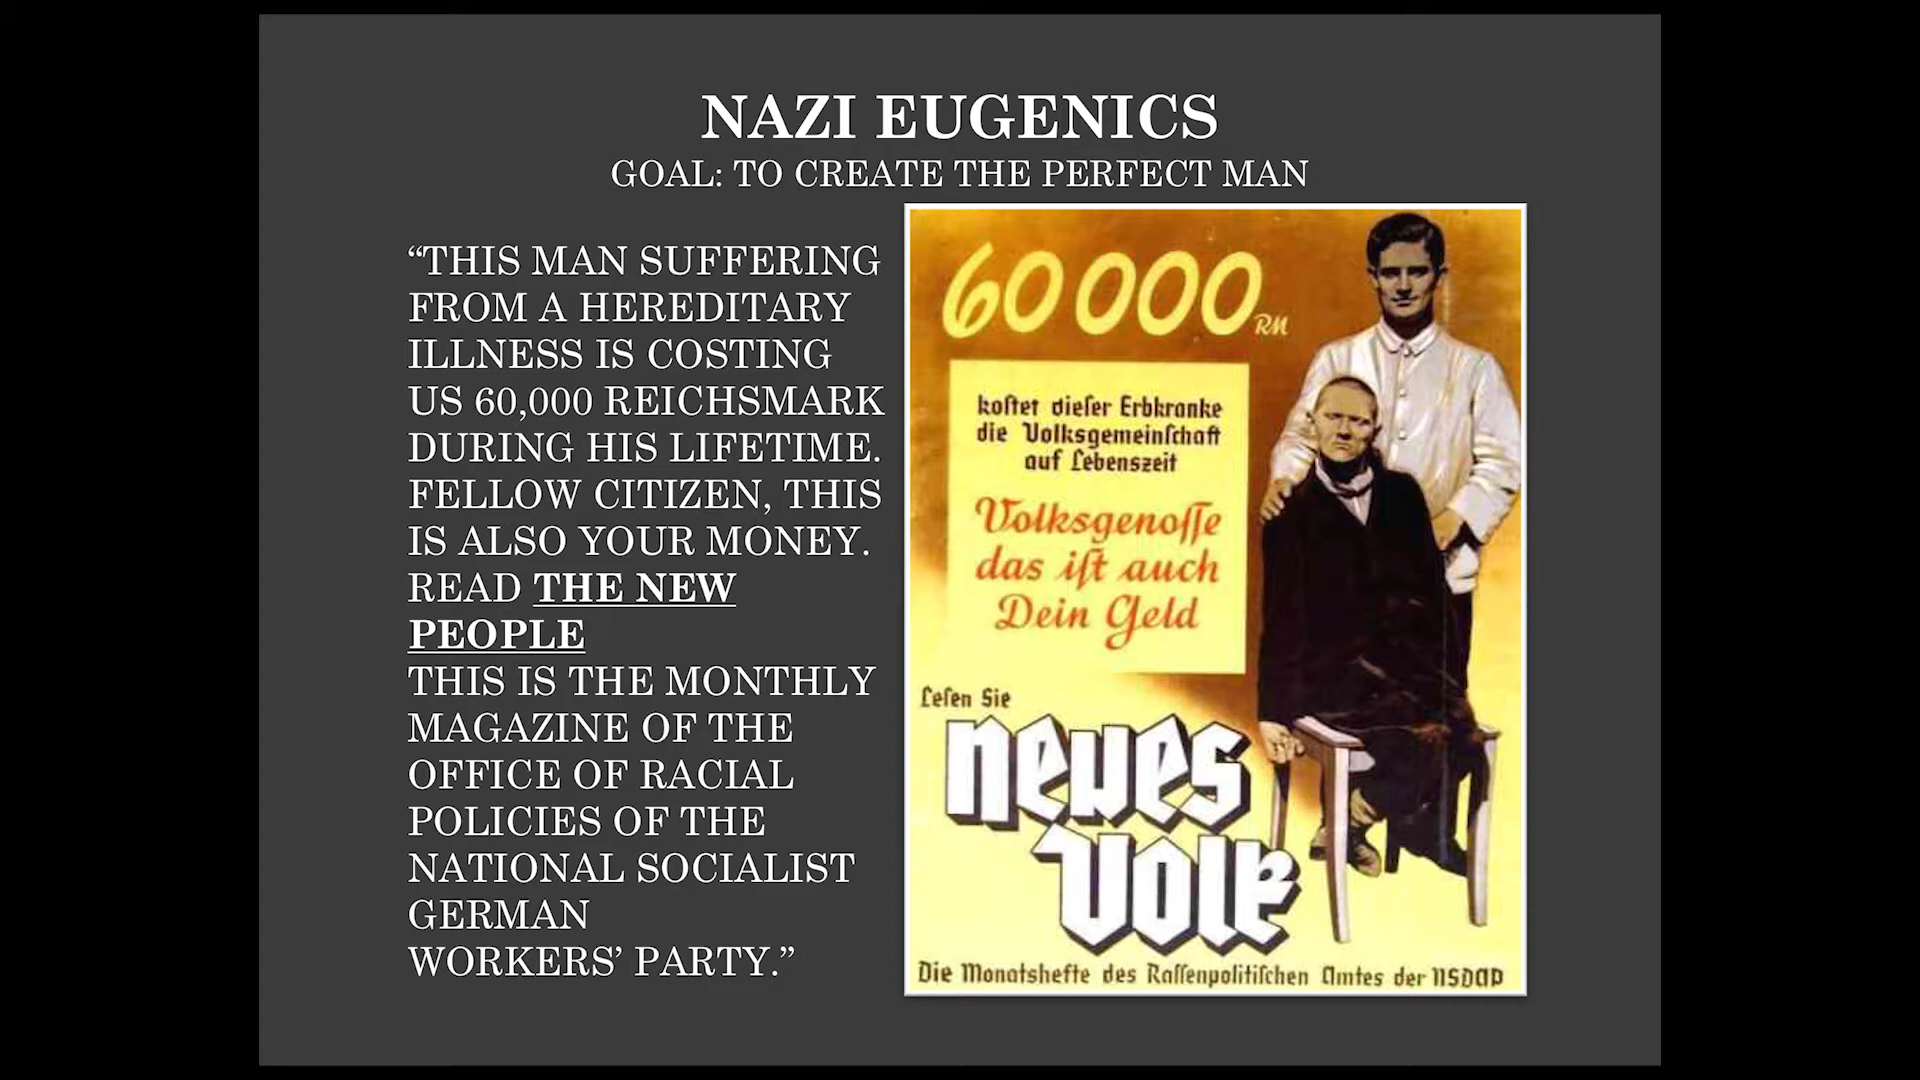 NAZI EUGENICS
GOAL: TO CREATE THE PERFECT MAN
“THIS MAN SUFFERING
FROM A HEREDITARY
ILLNESS IS COSTING
US 60,000 REICHSMARK
DURING HIS LIFETIME.
FELLOW CITIZEN, THIS
IS ALSO YOUR MONEY.
READ THE NEW
PEOPLE
THIS IS THE MONTHLY
MAGAZINE OF THE
OFFICE OF RACIAL
POLICIES OF THE
NATIONAL SOCIALIST
GERMAN
WORKERS’ PARTY.”
60000 RM
koſtet dieſer Erbkranke
die Volksgemeinſchaft
auf Lebenszeit
Volksgenoſſe
das iſt auch
Dein Geld
Leſen Sie
neues
Volk
Die Monatshefte des Raſſenpolitiſchen Amtes der NSDAP